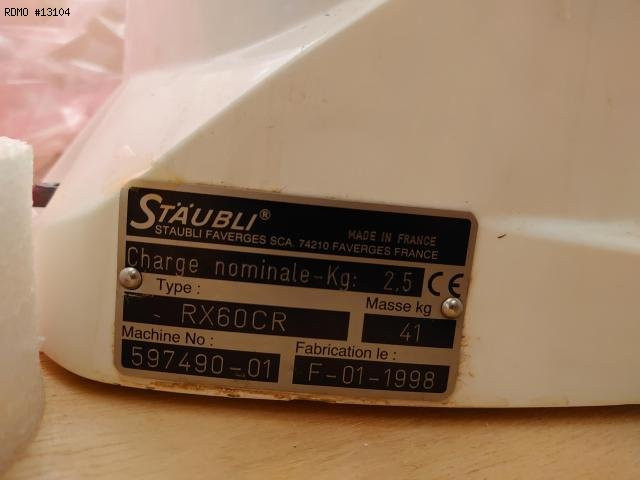 RDMO #13104
STÄUBLI®
MADE IN FRANCE
STAUBLI FAVERGES SCA. 74210 FAVERGES FRANCE
Charge nominale-Kg: 2,5 CE
Type : Masse kg
RX60CR 41
Machine No : Fabrication le :
597490-01 F-01-1998